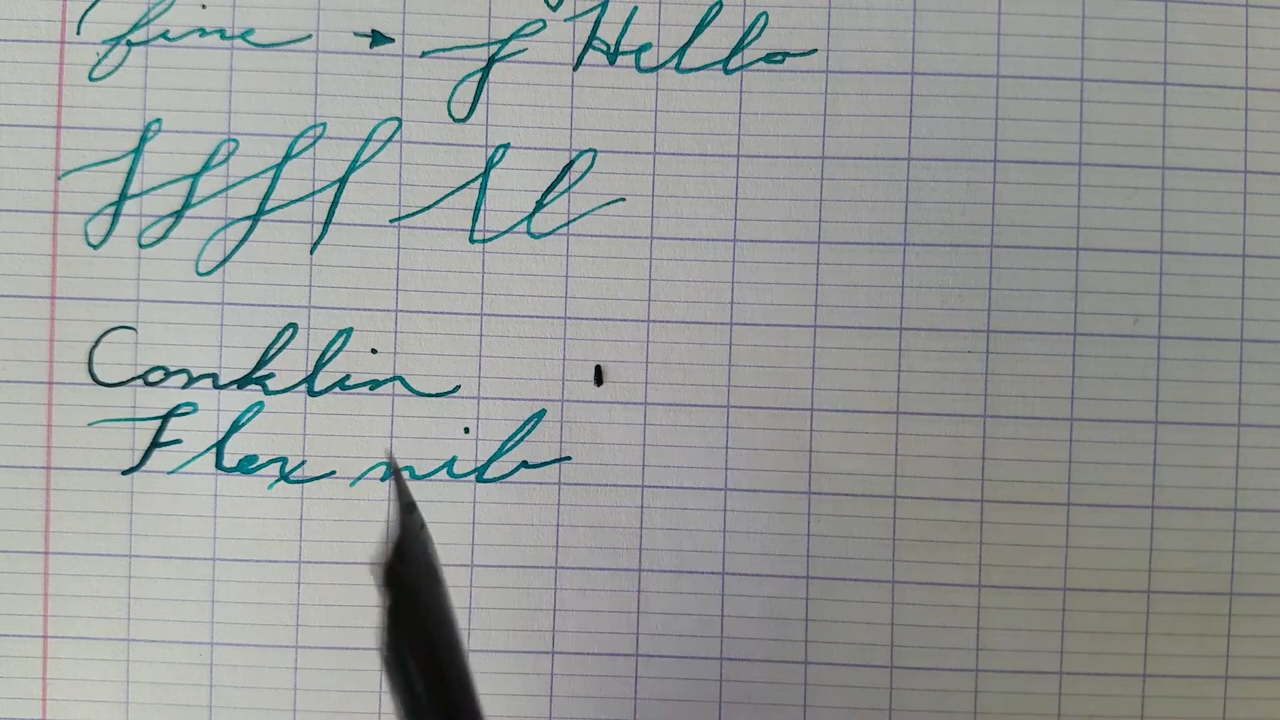 fine → f Hello
ffff ll
Conklin
Flex nib